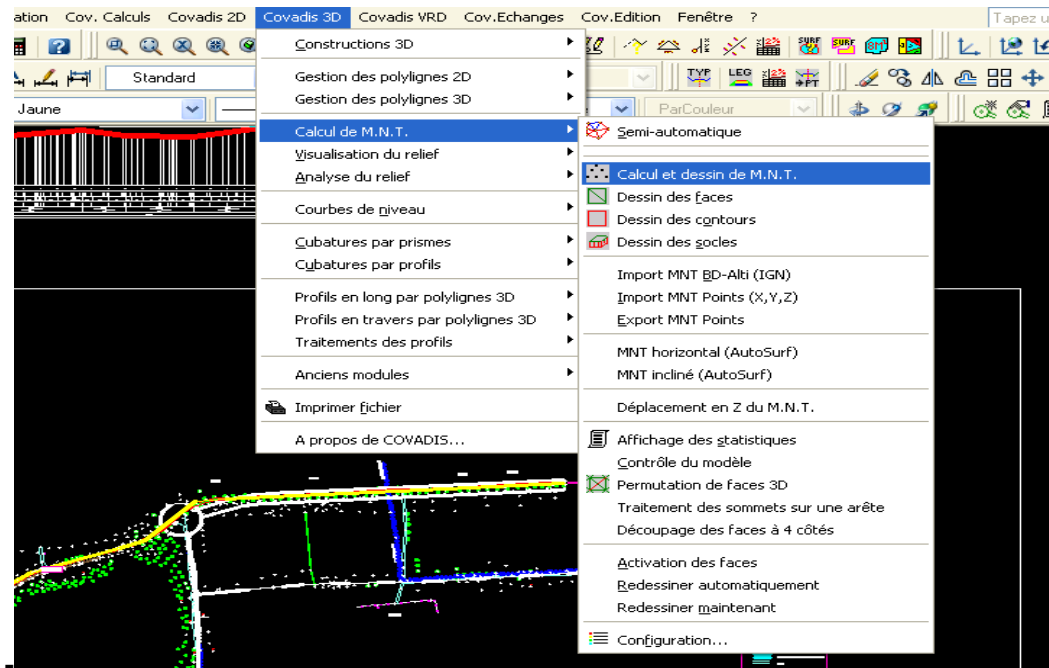 ation Cov. Calculs Covadis 2D Covadis 3D Covadis VRD Cov.Echanges Cov.Edition Fenêtre ?
Tapez u
SURF
SURF
Standard
TYP
LEG
+PT
Jaune
ParCouleur
Constructions 3D
Gestion des polylignes 2D
Gestion des polylignes 3D
Calcul de M.N.T.
Visualisation du relief
Analyse du relief
Courbes de niveau
Cubatures par prismes
Cubatures par profils
Profils en long par polylignes 3D
Profils en travers par polylignes 3D
Traitements des profils
Anciens modules
Imprimer fichier
A propos de COVADIS...
Semi-automatique
Calcul et dessin de M.N.T.
Dessin des faces
Dessin des contours
Dessin des socles
Import MNT BD-Alti (IGN)
Import MNT Points (X,Y,Z)
Export MNT Points
MNT horizontal (AutoSurf)
MNT incliné (AutoSurf)
Déplacement en Z du M.N.T.
Affichage des statistiques
Contrôle du modèle
Permutation de faces 3D
Traitement des sommets sur une arête
Découpage des faces à 4 côtés
Activation des faces
Redessiner automatiquement
Redessiner maintenant
Configuration...